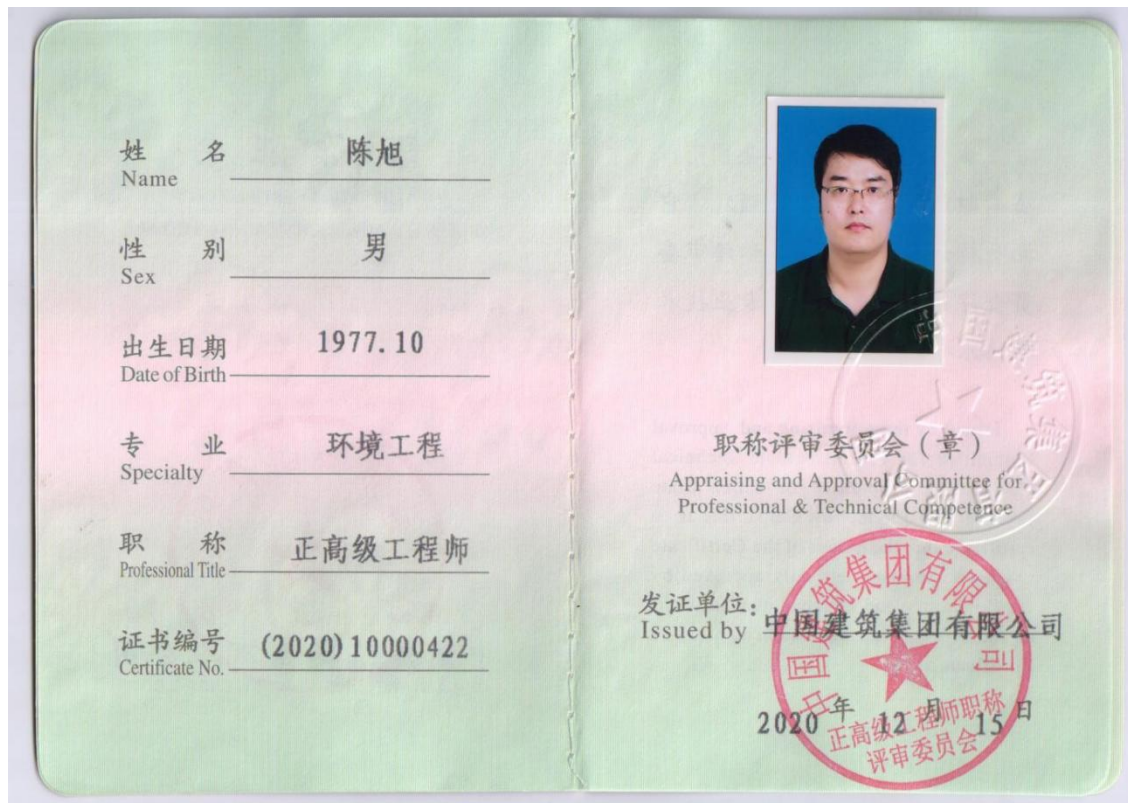 姓 名 陈旭
Name
性 别 男
Sex
出生日期 1977.10
Date of Birth
专 业 环境工程
Specialty
职 称 正高级工程师
Professional Title
证书编号 (2020)10000422
Certificate No.
职称评审委员会（章）
Appraising and Approval Committee for
Professional & Technical Competence
发证单位：中国建筑集团有限公司
Issued by
2020 年 12 月 15 日
中国建筑集团有限公司
正高级工程师职称
评审委员会